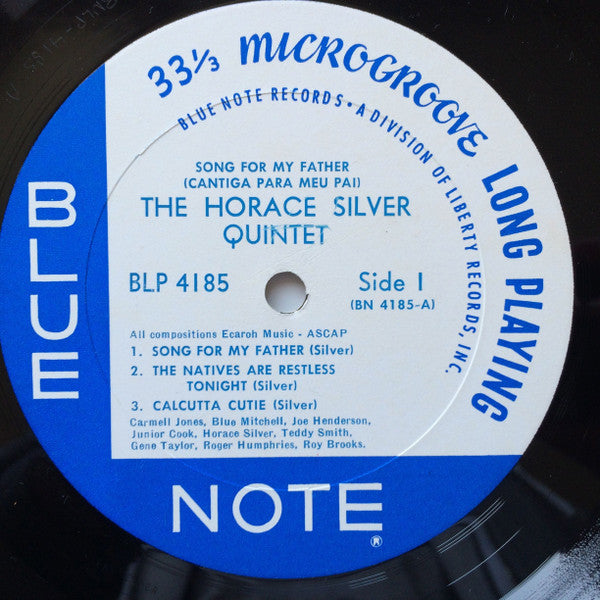 33⅓ MICROGROOVE LONG PLAYING
BLUE NOTE RECORDS • A DIVISION OF LIBERTY RECORDS, INC.
SONG FOR MY FATHER
(CANTIGA PARA MEU PAI)
THE HORACE SILVER
QUINTET
BLP 4185
Side 1
(BN 4185-A)
All compositions Ecaroh Music - ASCAP
1. SONG FOR MY FATHER (Silver)
2. THE NATIVES ARE RESTLESS
TONIGHT (Silver)
3. CALCUTTA CUTIE (Silver)
Carmell Jones, Blue Mitchell, Joe Henderson,
Junior Cook, Horace Silver, Teddy Smith,
Gene Taylor, Roger Humphries, Roy Brooks.
BLUE
NOTE®